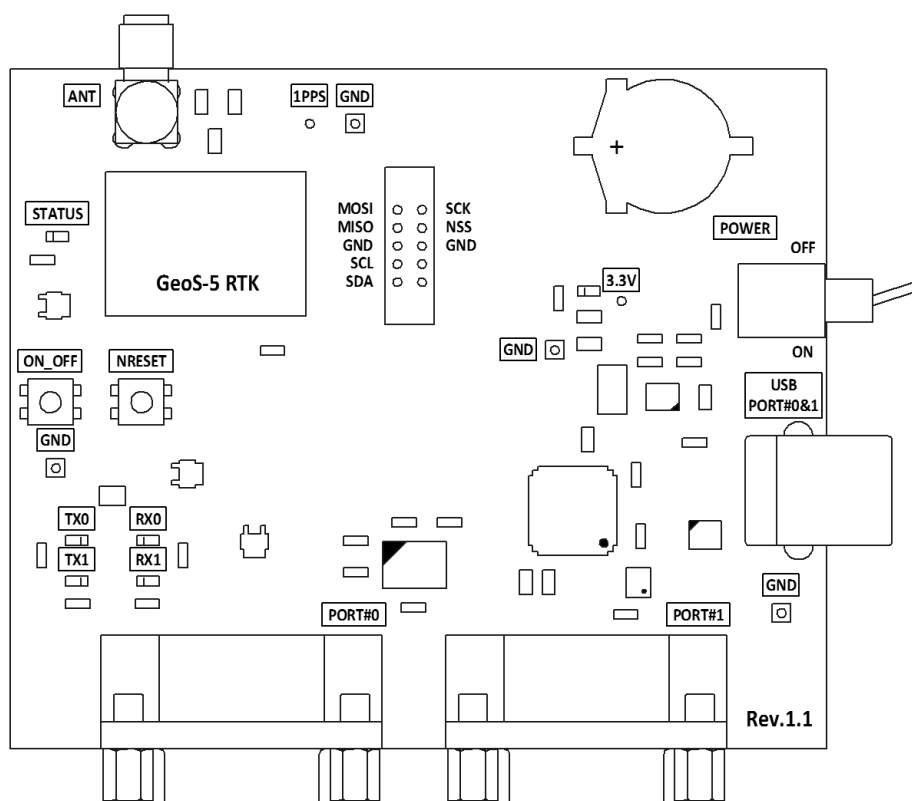 ANT
1PPS
GND
+
STATUS
MOSI
SCK
MISO
NSS
GND
GND
SCL
SDA
GeoS-5 RTK
POWER
OFF
3.3V
GND
ON
ON_OFF
NRESET
USB
PORT#0&1
GND
TX0
RX0
TX1
RX1
GND
PORT#0
PORT#1
Rev.1.1